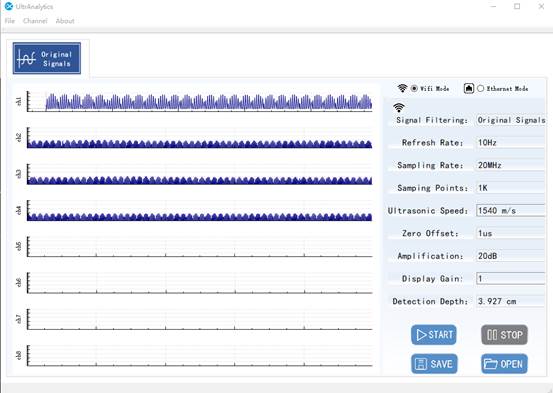 UltrAnalytics
File Channel About
Original
Signals
Wifi Mode Ethernet Mode
ch1
ch2
ch3
ch4
ch5
ch6
ch7
ch8
Signal Filtering: Original Signals
Refresh Rate: 10Hz
Sampling Rate: 20MHz
Samping Points: 1K
Ultrasonic Speed: 1540 m/s
Zero Offset: 1us
Amplification: 20dB
Display Gain: 1
Detection Depth: 3.927 cm
START STOP
SAVE OPEN